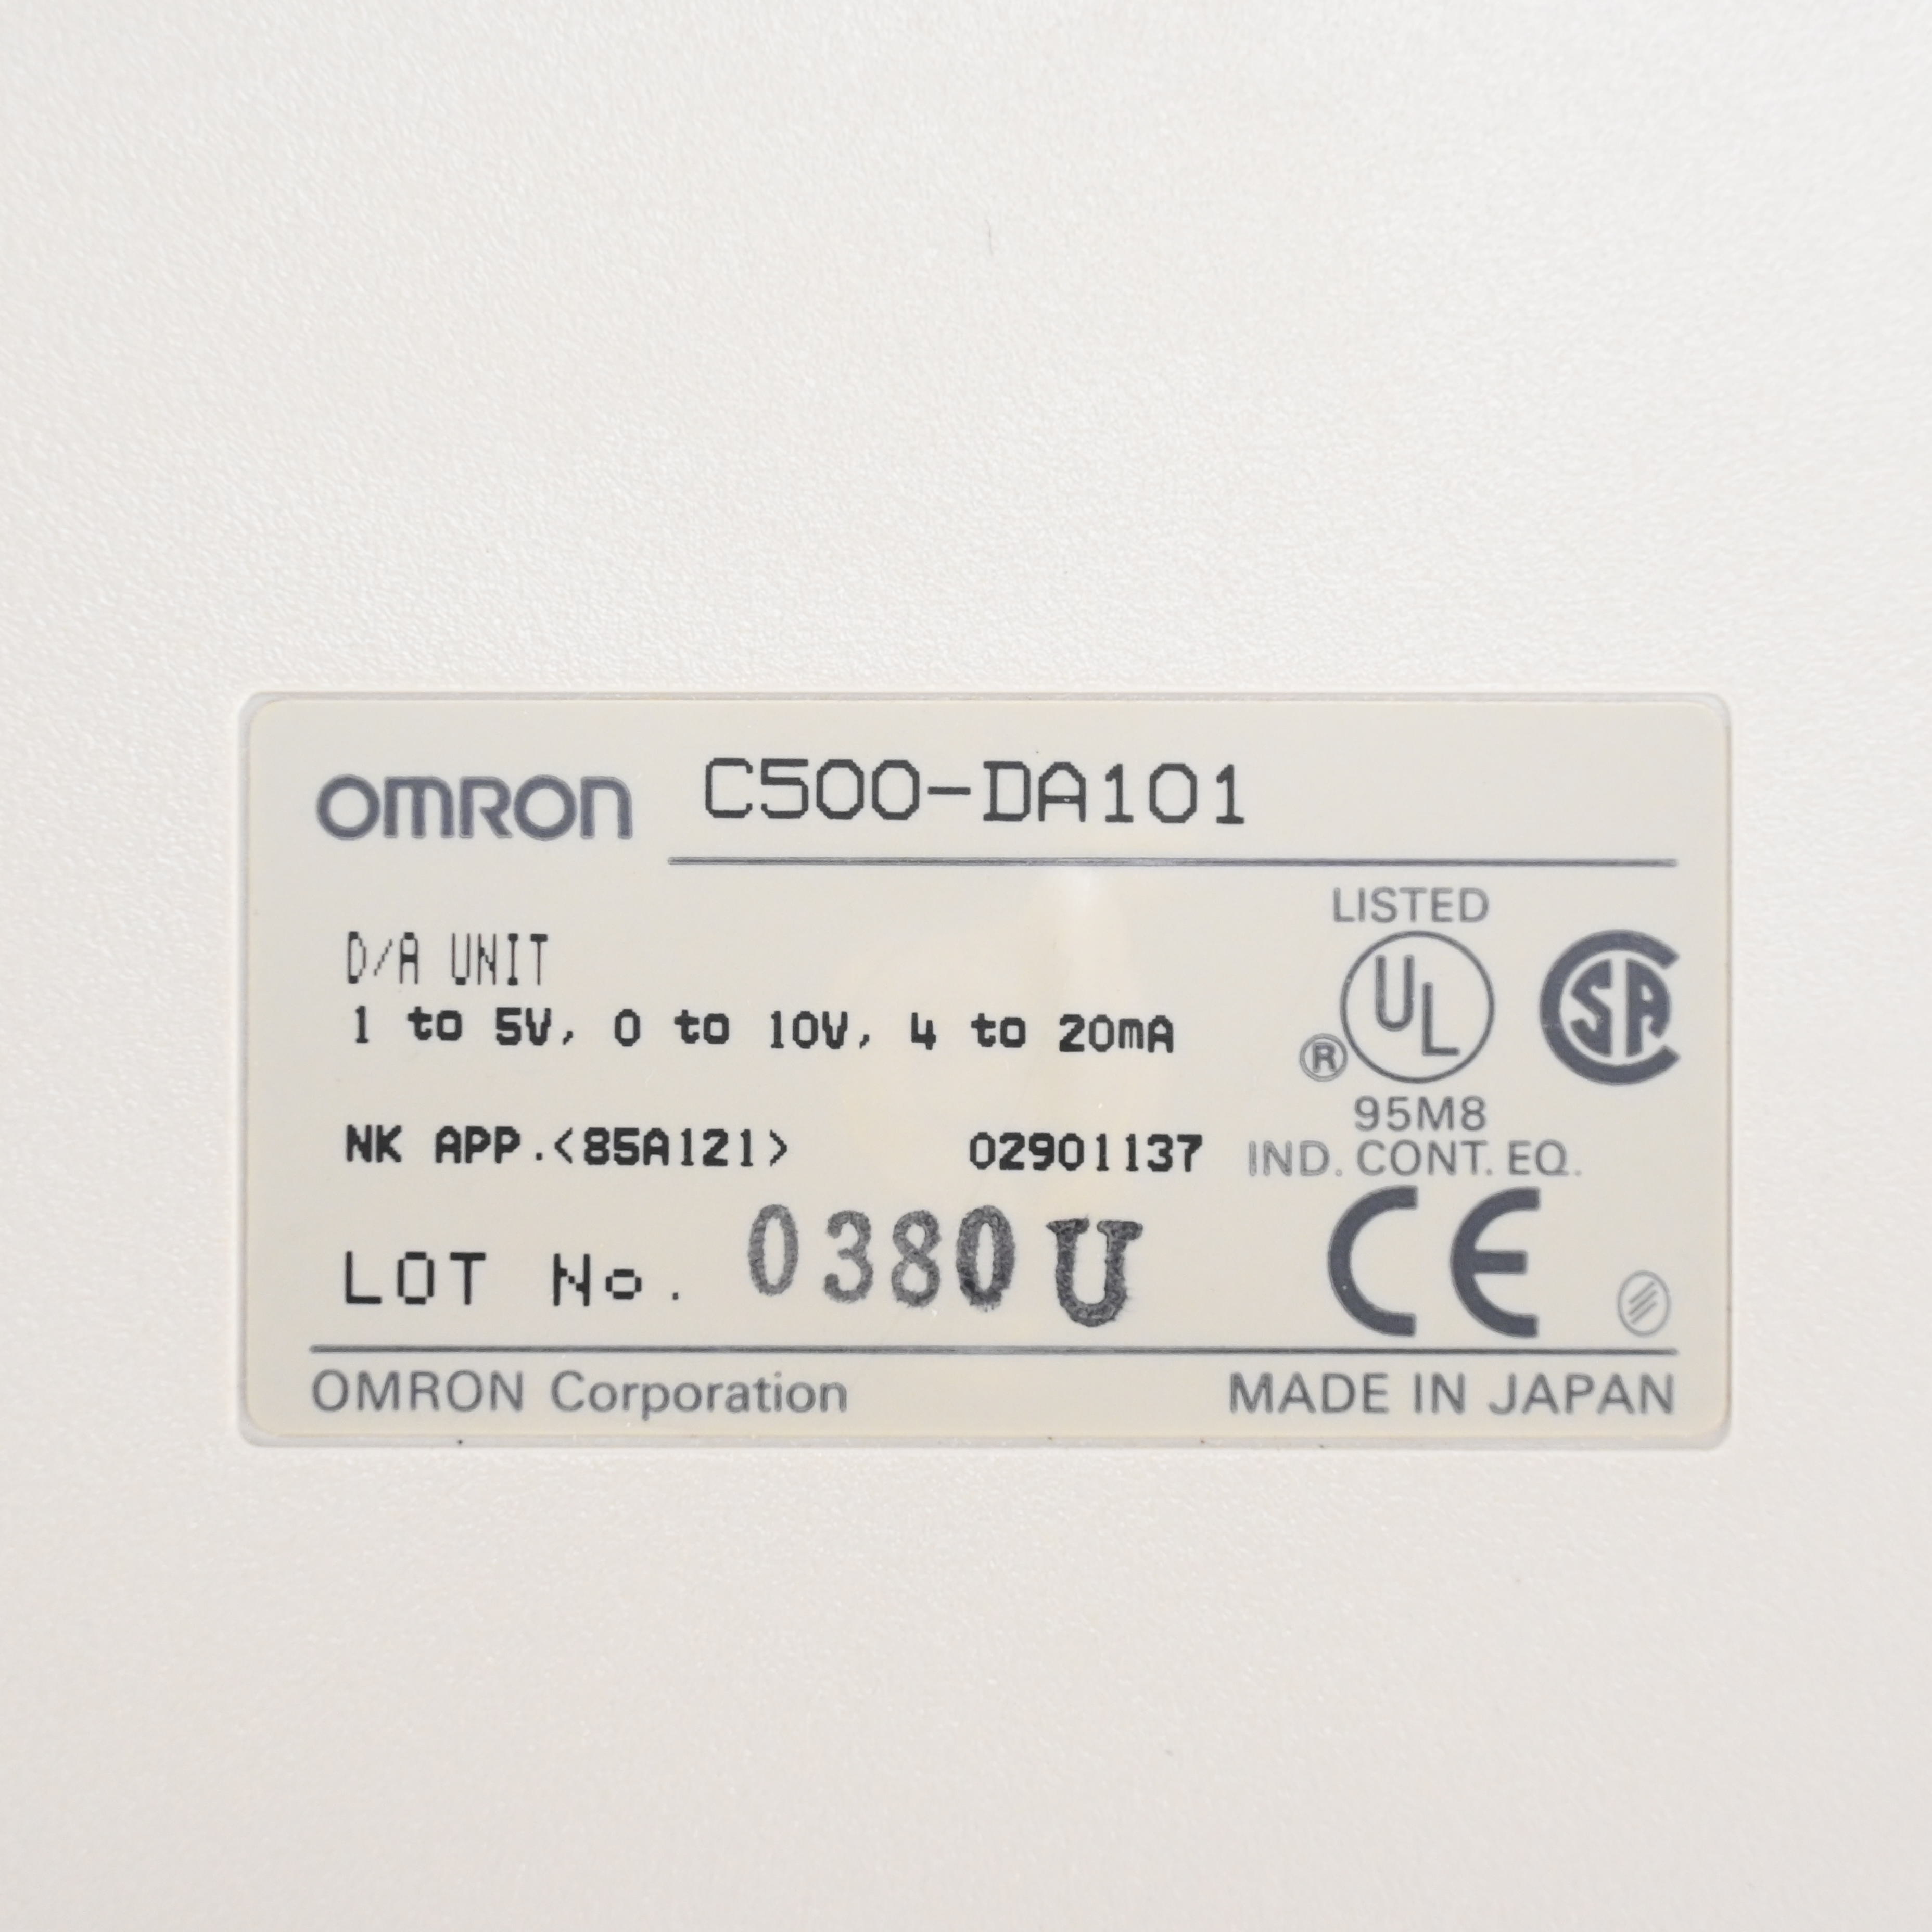 OMRON C500-DA101
LISTED
D/A UNIT
UL SA
1 to 5V, 0 to 10V, 4 to 20mA
®
95M8
NK APP.<85A121> 02901137 IND. CONT. EQ.
LOT No. 0380U CE
OMRON Corporation MADE IN JAPAN